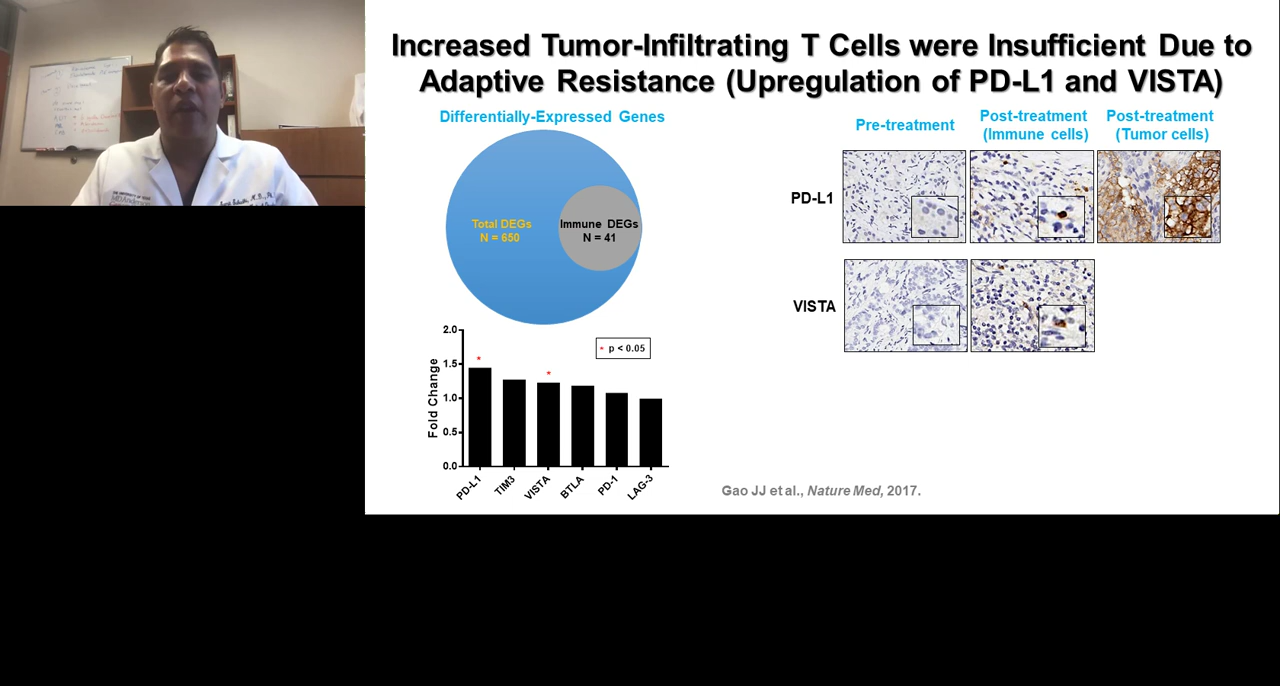 Increased Tumor-Infiltrating T Cells were Insufficient Due to
Adaptive Resistance (Upregulation of PD-L1 and VISTA)
Differentially-Expressed Genes
Total DEGs
N = 650
Immune DEGs
N = 41
Fold Change
2.0
1.5
1.0
0.5
0.0
* p < 0.05
*
*
PD-L1
TIM3
VISTA
BTLA
PD-1
LAG-3
Pre-treatment
Post-treatment
(Immune cells)
Post-treatment
(Tumor cells)
PD-L1
VISTA
Gao JJ et al., Nature Med, 2017.